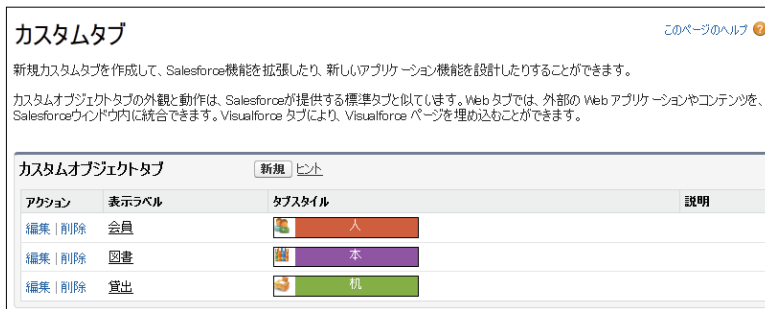 カスタムタブ
このページのヘルプ
新規カスタムタブを作成して、Salesforce機能を拡張したり、新しいアプリケーション機能を設計したりすることができます。
カスタムオブジェクトタブの外観と動作は、Salesforceが提供する標準タブと似ています。Web タブでは、外部の Web アプリケーションやコンテンツを、
Salesforceウィンドウ内に統合できます。Visualforce タブにより、Visualforce ページを埋め込むことができます。
カスタムオブジェクトタブ 新規 ヒント
アクション 表示ラベル タブスタイル 説明
編集 | 削除 会員 人
編集 | 削除 図書 本
編集 | 削除 貸出 机